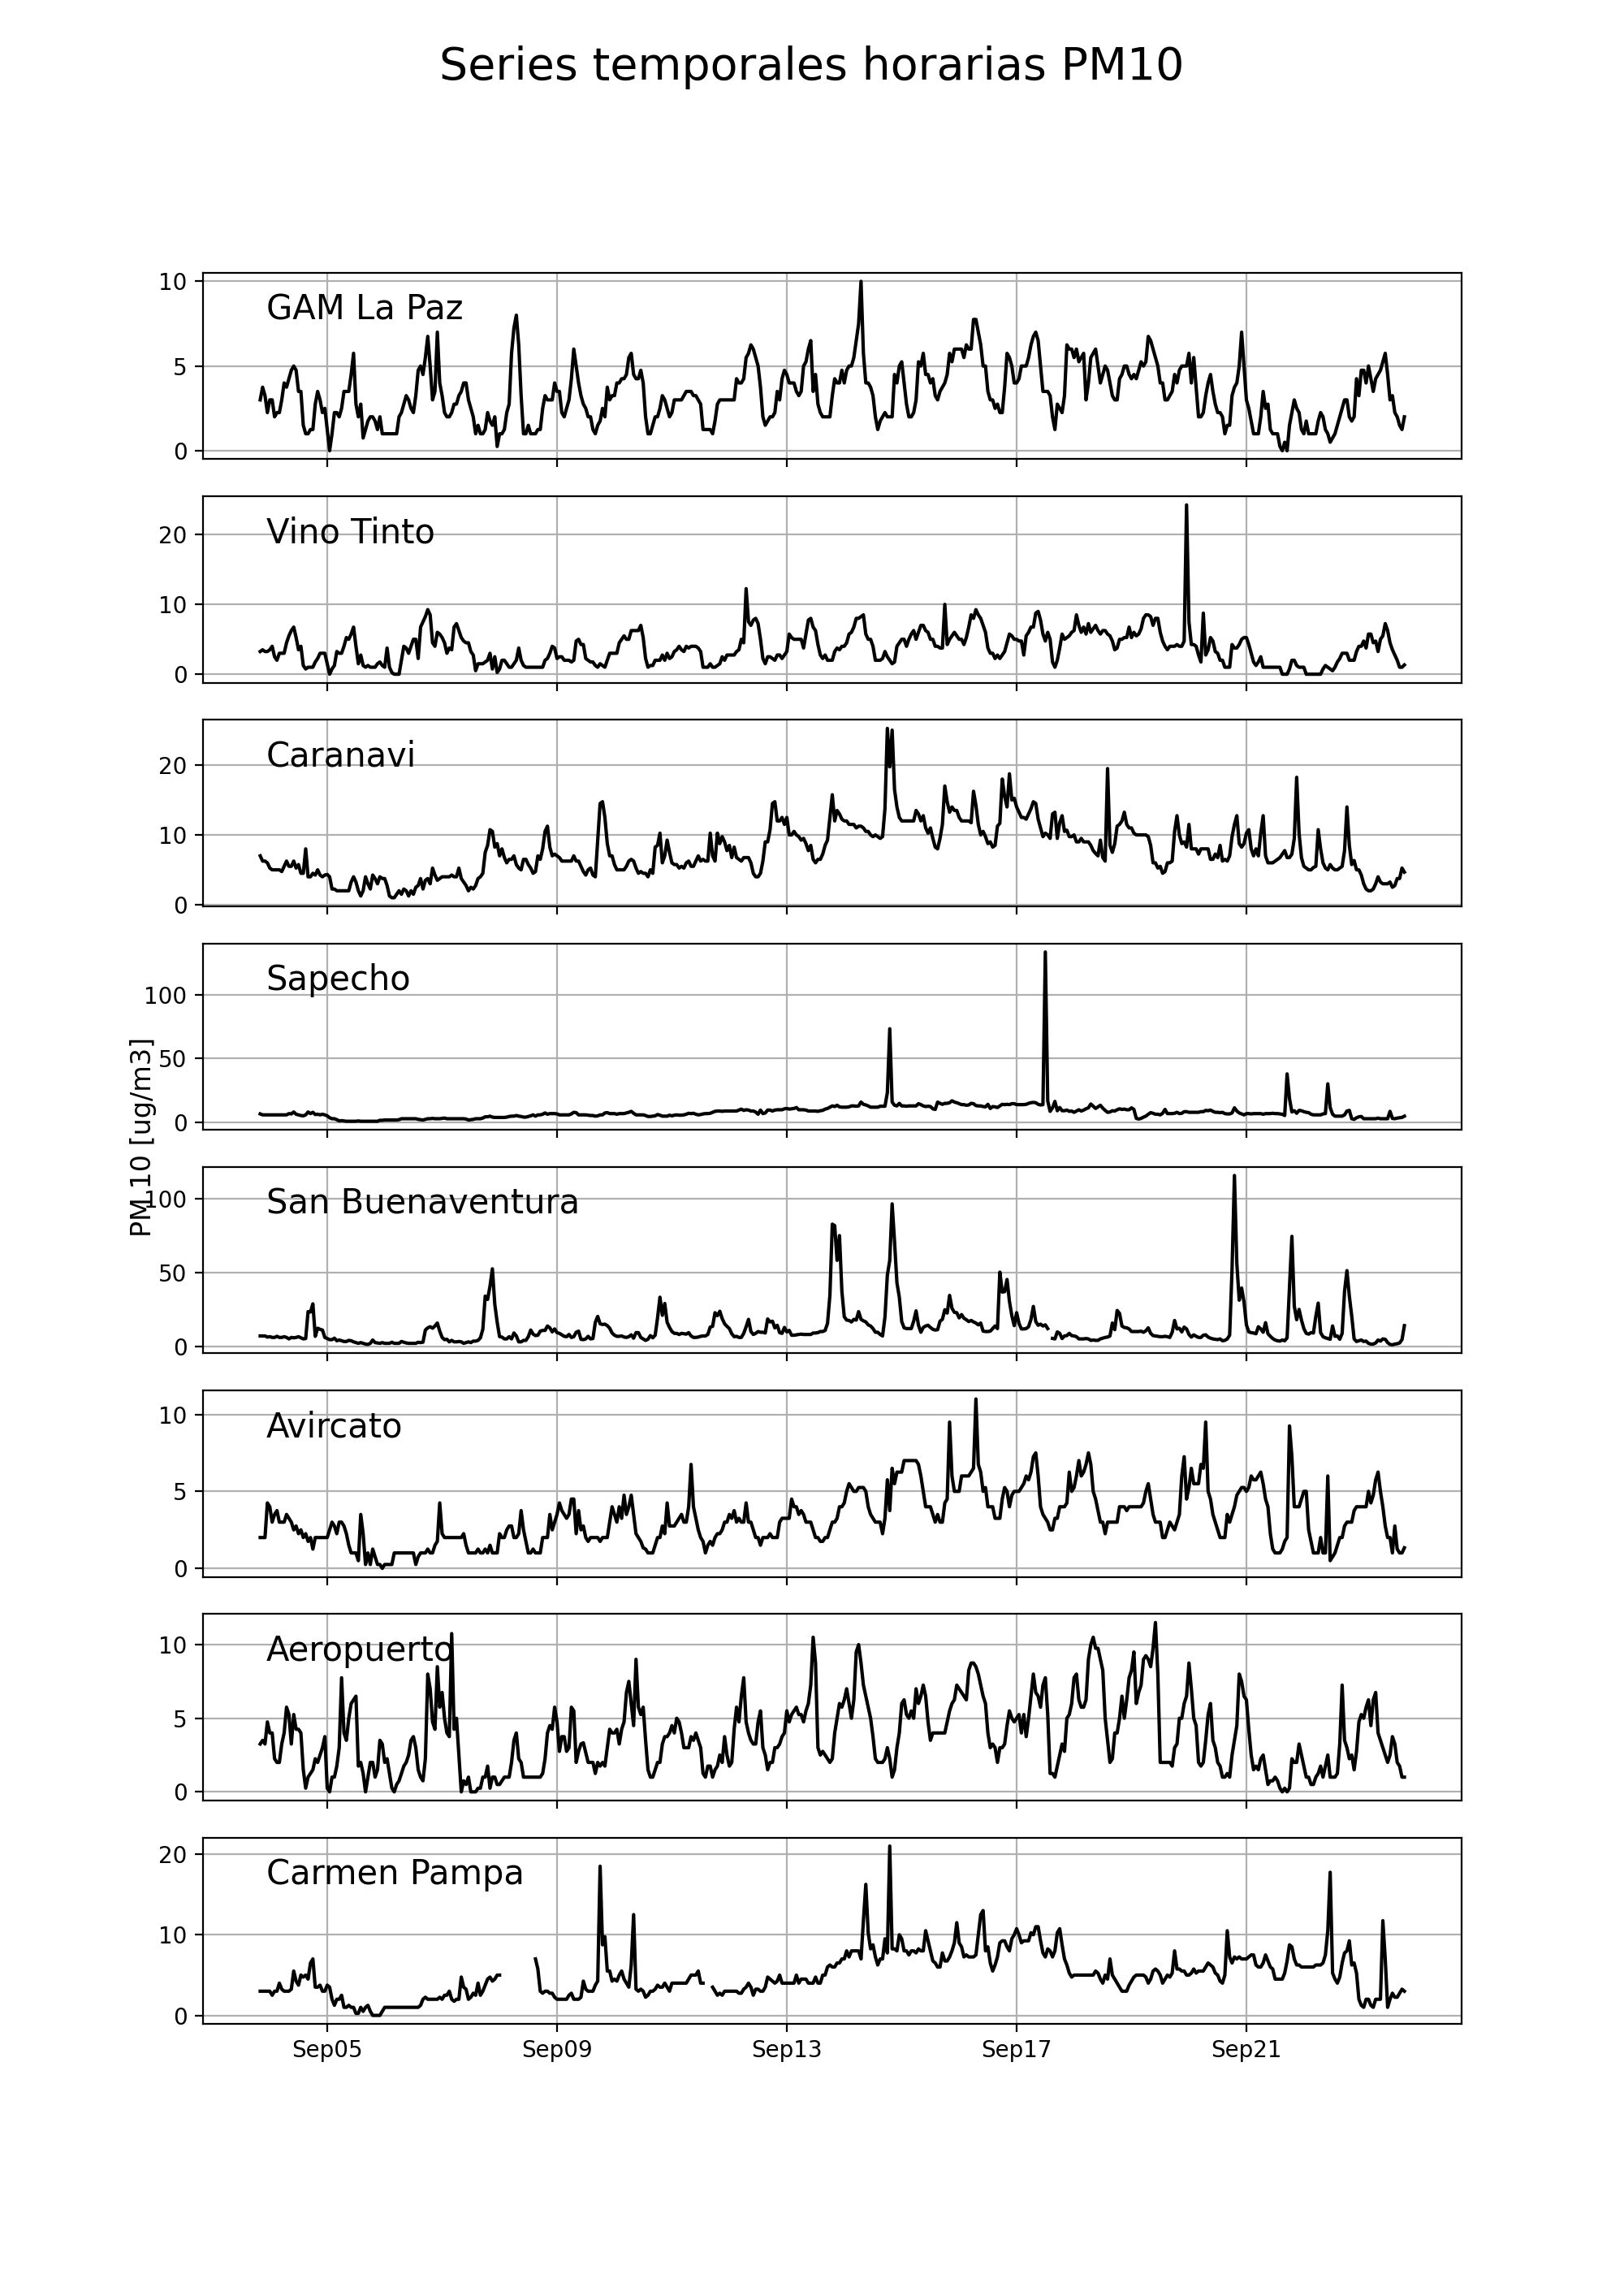 Series temporales horarias PM10
PM 10 [ug/m3]
GAM La Paz
10
5
0
Vino Tinto
20
10
0
Caranavi
20
10
0
Sapecho
100
50
0
San Buenaventura
100
50
0
Avircato
10
5
0
Aeropuerto
10
5
0
Carmen Pampa
20
10
0
Sep05 Sep09 Sep13 Sep17 Sep21